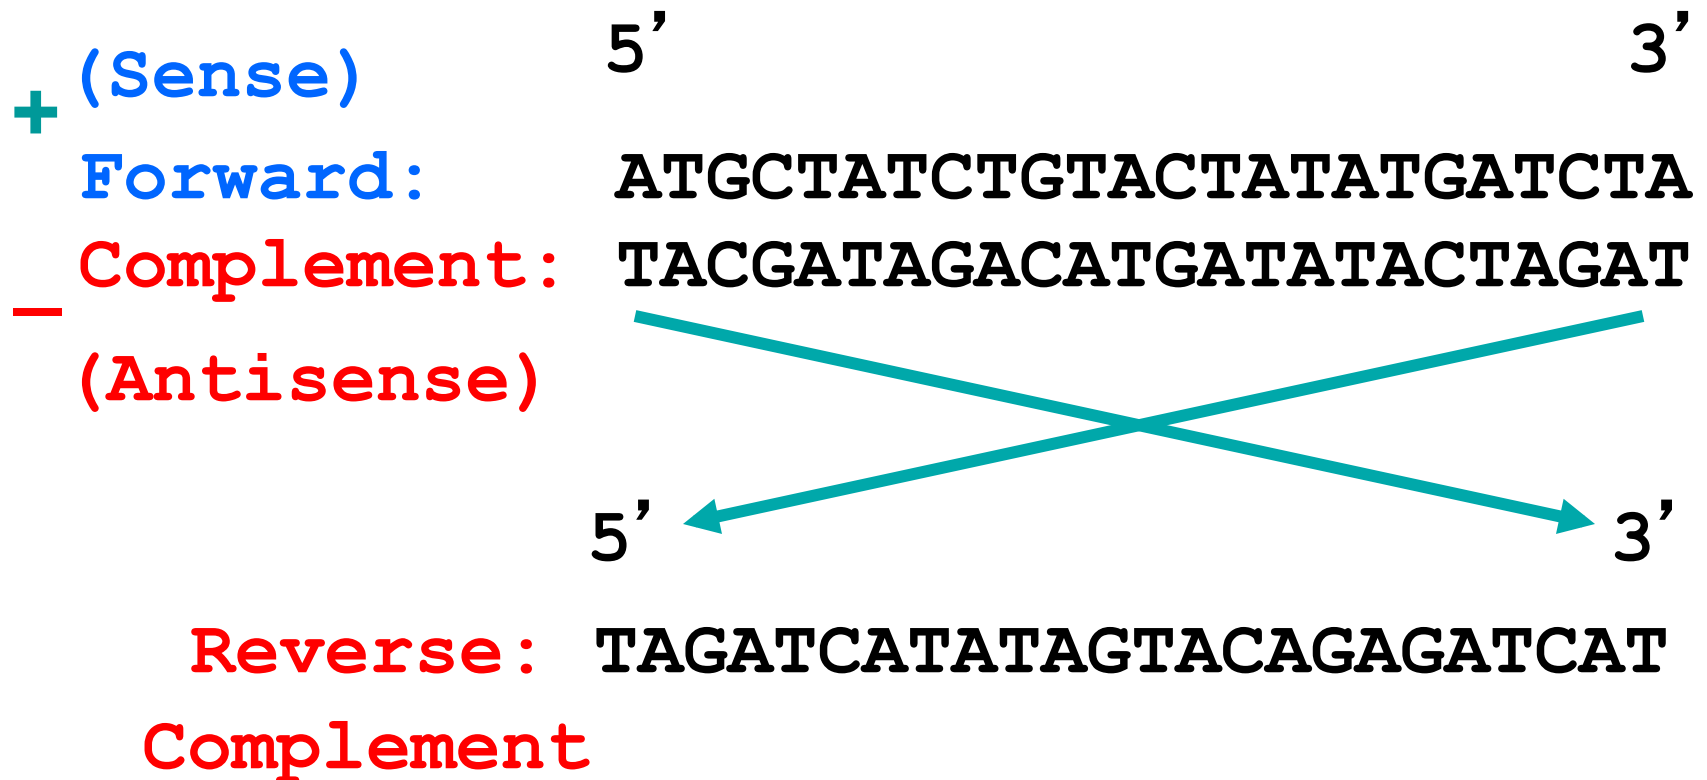 5’ 3’
(Sense)
+
Forward: ATGCTATCTGTACTATATGATCTA
Complement: TACGATAGACATGATATACTAGAT
–
(Antisense)
5’ 3’
Reverse: TAGATCATATAGTACAGAGATCAT
Complement